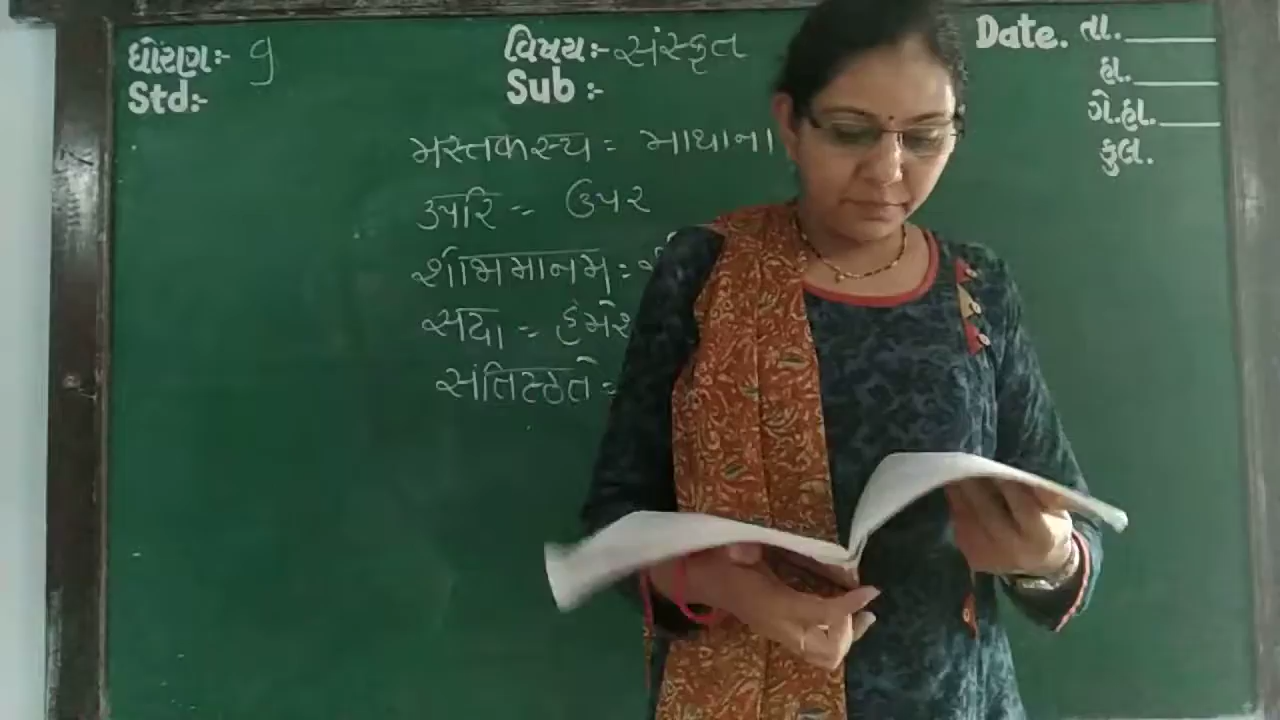 ધોરણઃ- 9
Std:-
વિષયઃ- સંસ્કૃત
Sub :-
Date. તા.
હા.
ગે.હા.
કુલ.
मस्तकस्य = માથાના
उपरि = ઉપર
शोभमानम् =
सदा =
संतिस्ठते =